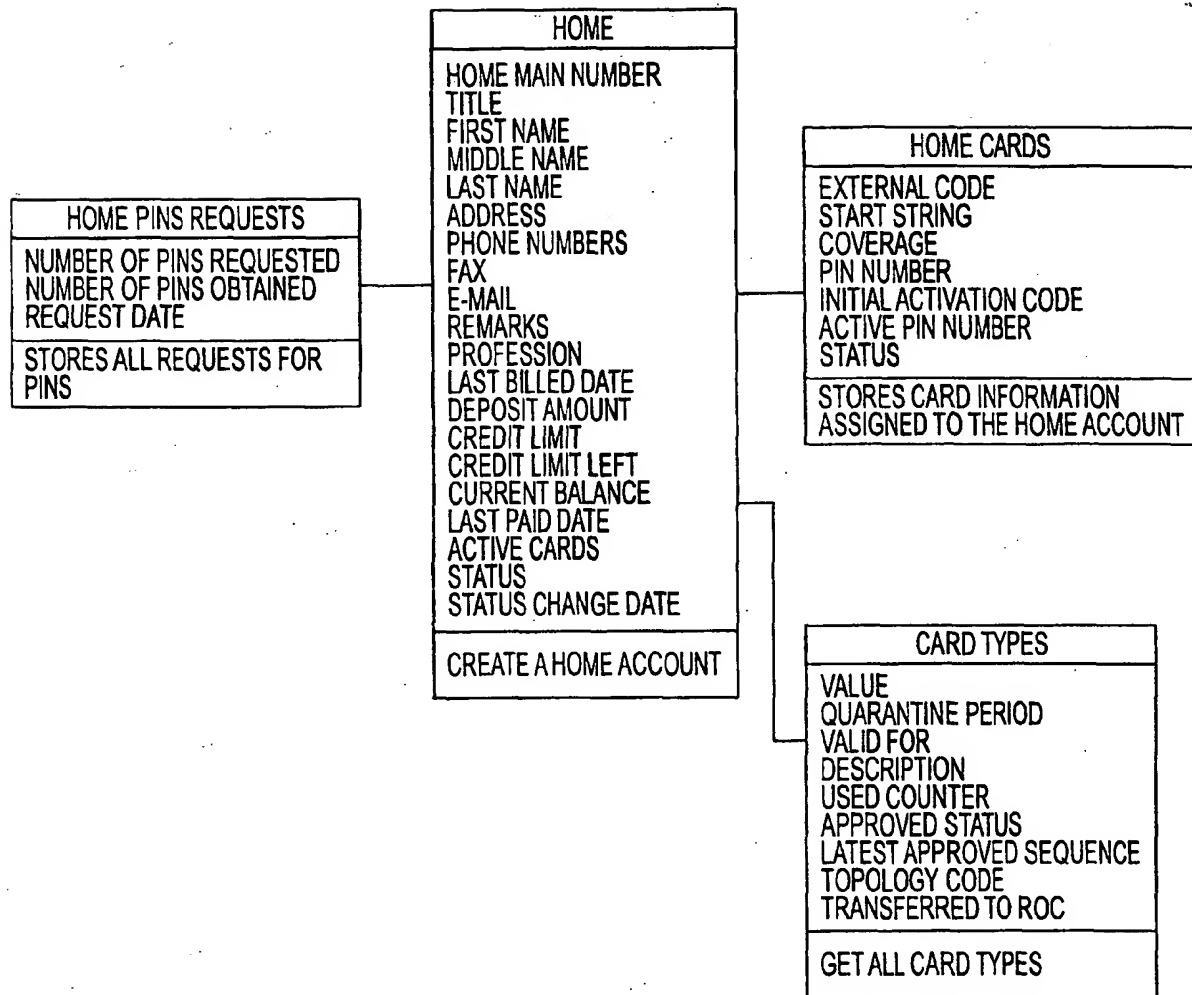 HOME
HOME MAIN NUMBER
TITLE
FIRST NAME
MIDDLE NAME
LAST NAME
ADDRESS
PHONE NUMBERS
FAX
E-MAIL
REMARKS
PROFESSION
LAST BILLED DATE
DEPOSIT AMOUNT
CREDIT LIMIT
CREDIT LIMIT LEFT
CURRENT BALANCE
LAST PAID DATE
ACTIVE CARDS
STATUS
STATUS CHANGE DATE
CREATE A HOME ACCOUNT
HOME PINS REQUESTS
NUMBER OF PINS REQUESTED
NUMBER OF PINS OBTAINED
REQUEST DATE
STORES ALL REQUESTS FOR
PINS
HOME CARDS
EXTERNAL CODE
START STRING
COVERAGE
PIN NUMBER
INITIAL ACTIVATION CODE
ACTIVE PIN NUMBER
STATUS
STORES CARD INFORMATION
ASSIGNED TO THE HOME ACCOUNT
CARD TYPES
VALUE
QUARANTINE PERIOD
VALID FOR
DESCRIPTION
USED COUNTER
APPROVED STATUS
LATEST APPROVED SEQUENCE
TOPOLOGY CODE
TRANSFERRED TO ROC
GET ALL CARD TYPES